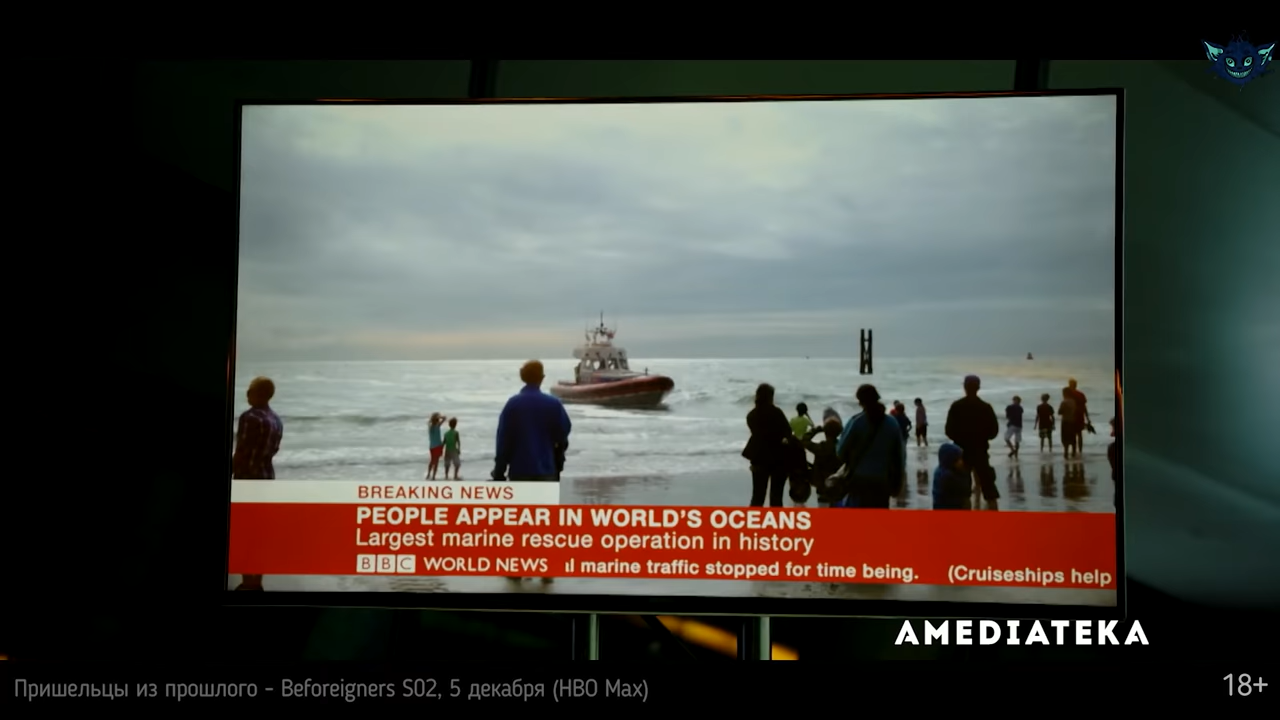 BREAKING NEWS
PEOPLE APPEAR IN WORLD'S OCEANS
Largest marine rescue operation in history
BBC WORLD NEWS marine traffic stopped for time being. (Cruiseships help
AMEDIATEKA
Пришельцы из прошлого - Beforeigners S02, 5 декабря (HBO Max)
18+